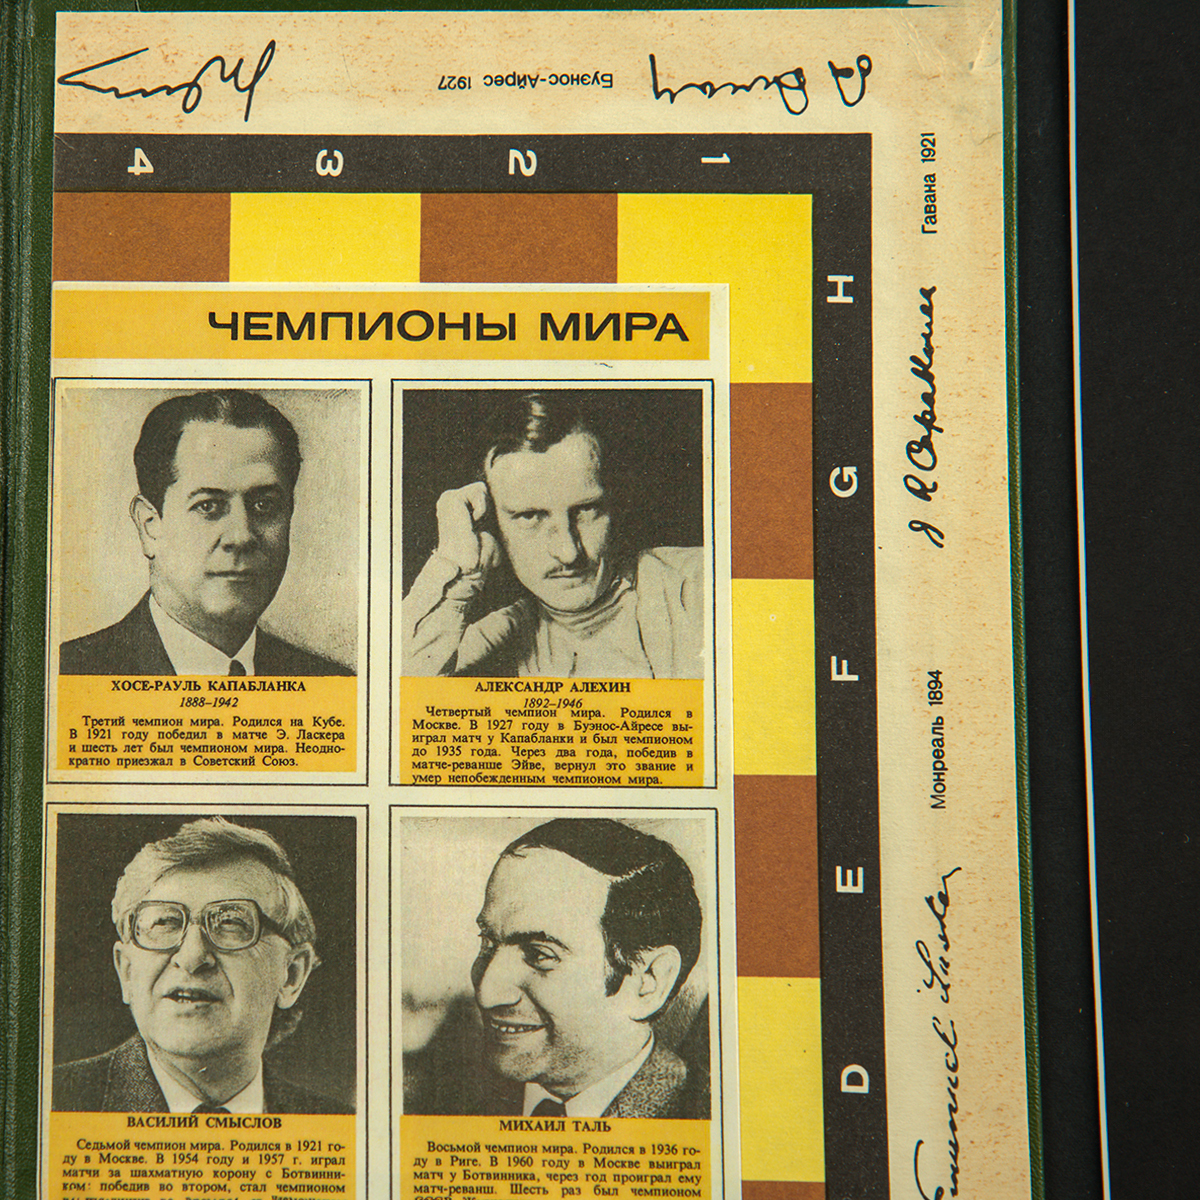 Буэнос-Айрес 1927
4 3 2 1
Гавана 1921
H
G
F
E
D
Монреаль 1894
ЧЕМПИОНЫ МИРА
ХОСЕ-РАУЛЬ КАПАБЛАНКА
1888–1942
Третий чемпион мира. Родился на Кубе.
В 1921 году победил в матче Э. Ласкера
и шесть лет был чемпионом мира. Неодно-
кратно приезжал в Советский Союз.
АЛЕКСАНДР АЛЕХИН
1892–1946
Четвертый чемпион мира. Родился в
Москве. В 1927 году в Буэнос-Айресе вы-
играл матч у Капабланки и был чемпионом
до 1935 года. Через два года, победив в
матче-реванше Эйве, вернул это звание и
умер непобежденным чемпионом мира.
ВАСИЛИЙ СМЫСЛОВ
Седьмой чемпион мира. Родился в 1921 го-
ду в Москве. В 1954 году и 1957 г. играл
матчи за шахматную корону с Ботвинни-
ком: победив во втором, стал чемпионом
МИХАИЛ ТАЛЬ
Восьмой чемпион мира. Родился в 1936 го-
ду в Риге. В 1960 году в Москве выиграл
матч у Ботвинника, через год проиграл ему
матч-реванш. Шесть раз был чемпионом